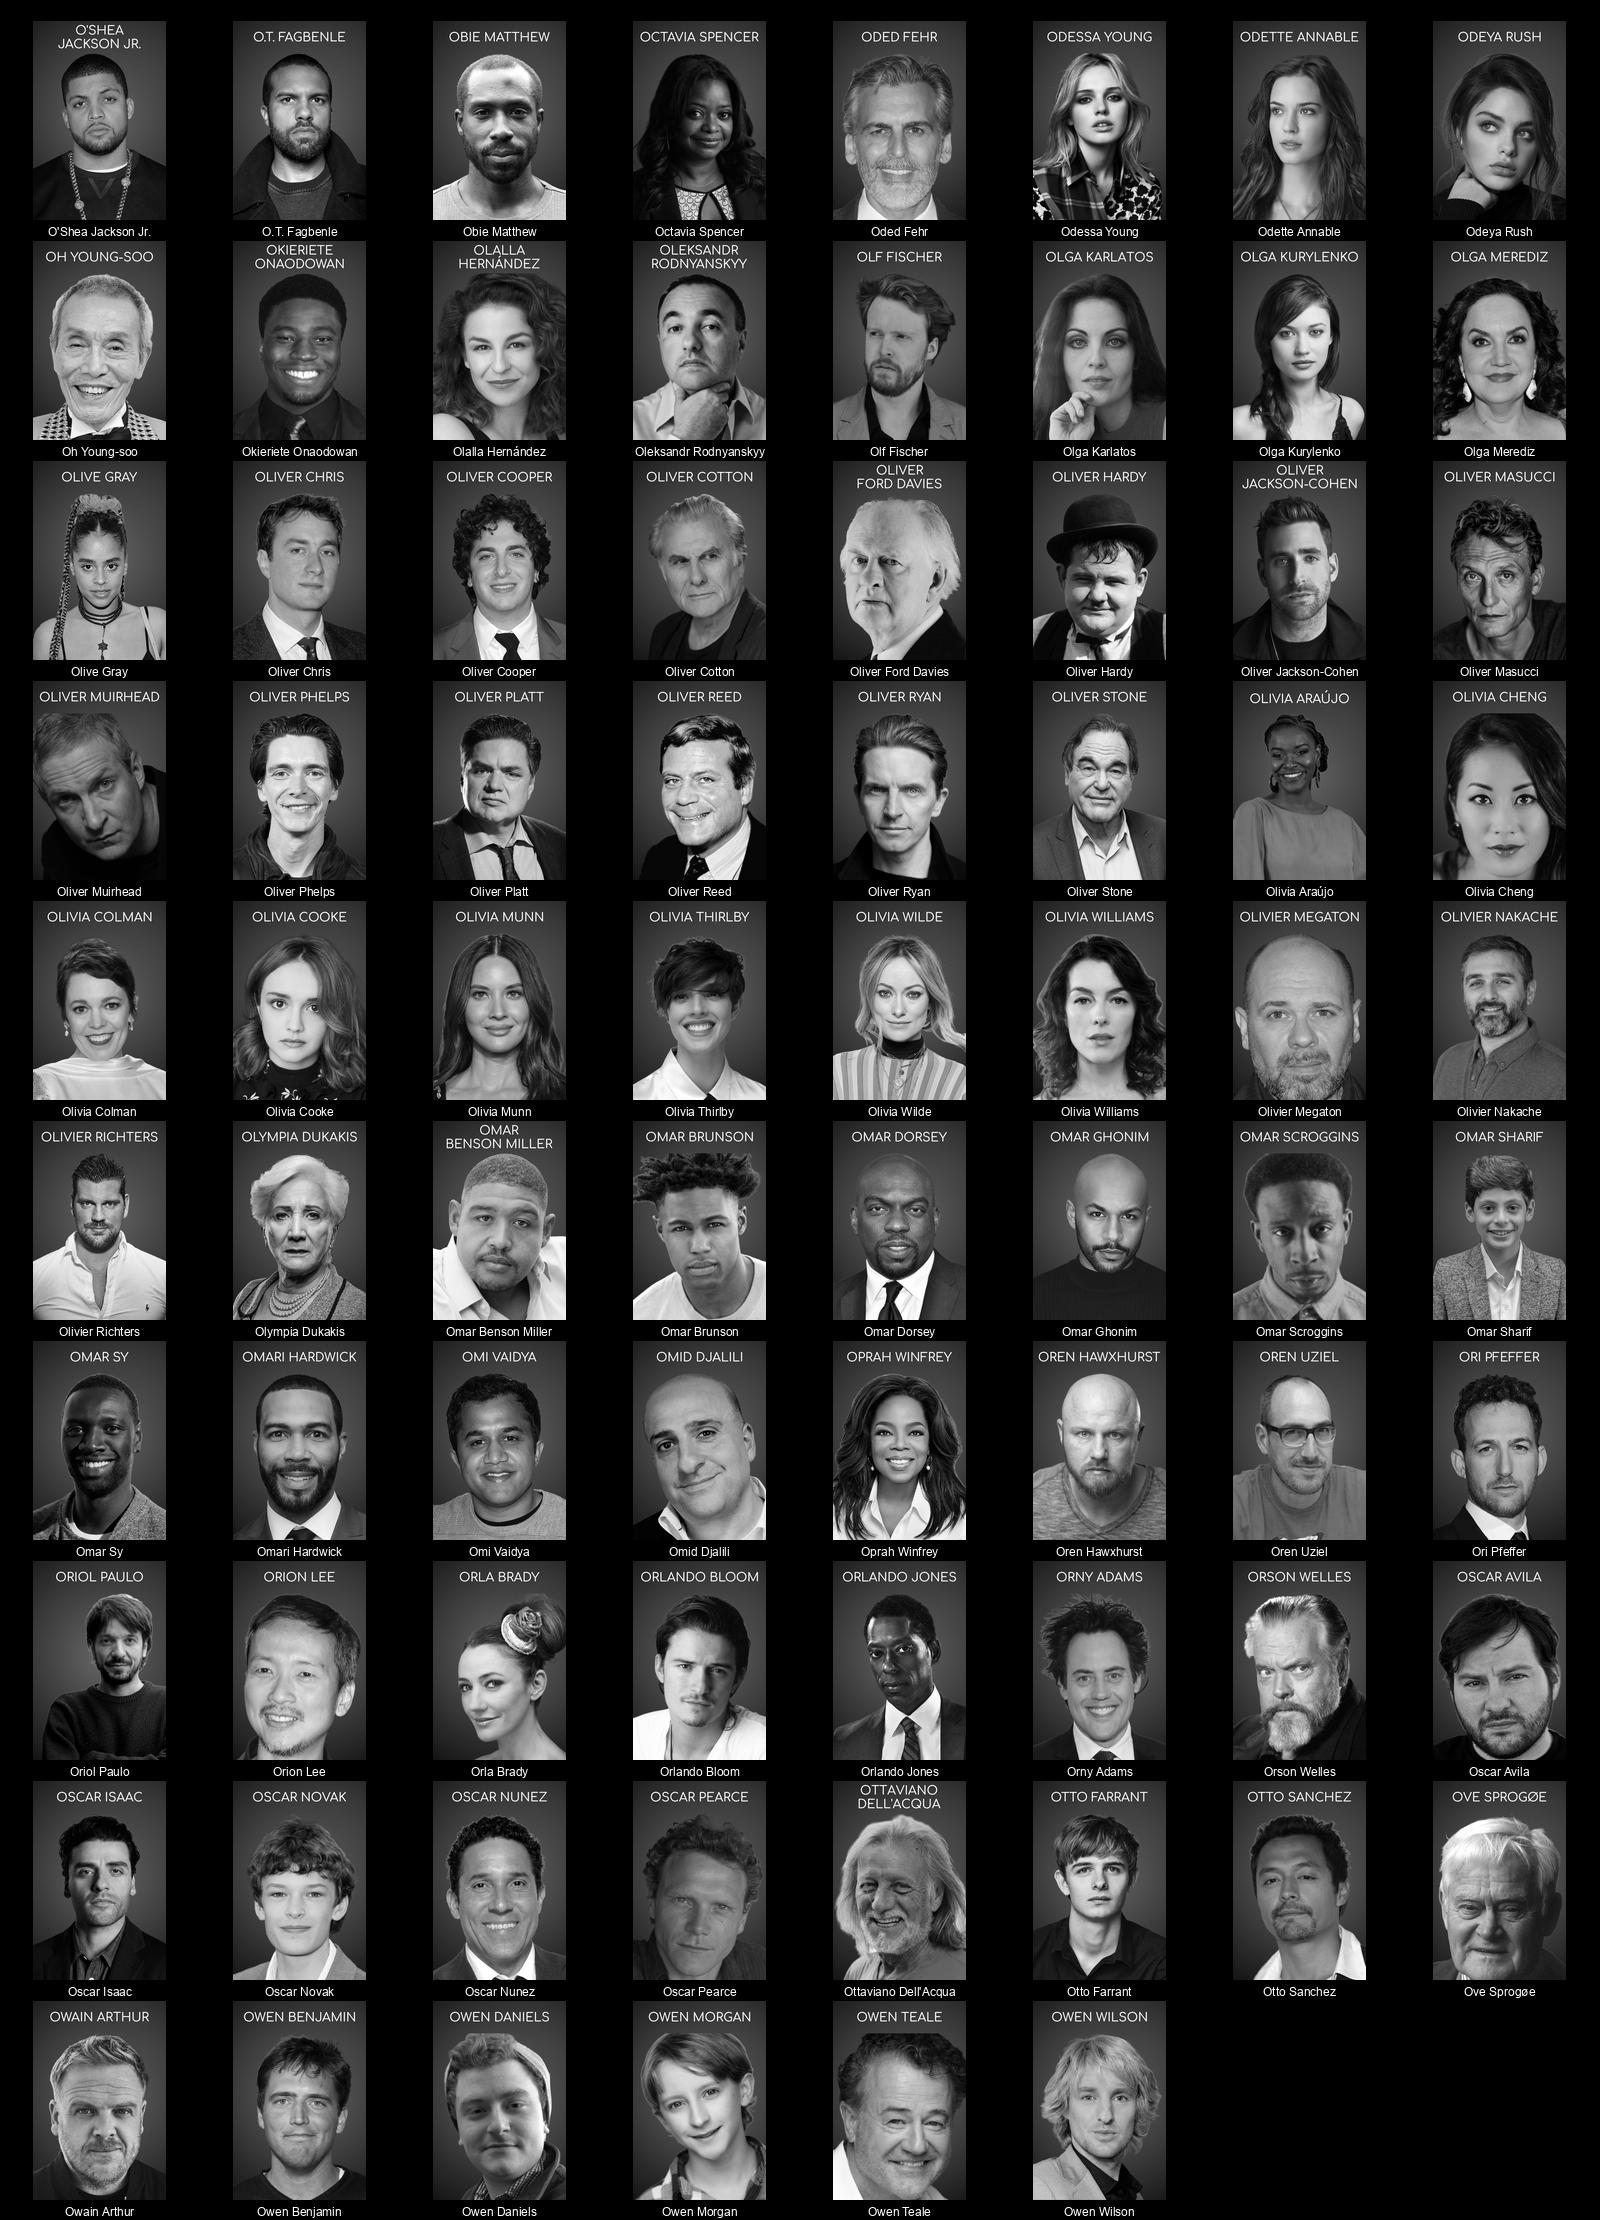 O'SHEA
JACKSON JR.
O.T. FAGBENLE
OBIE MATTHEW
OCTAVIA SPENCER
ODED FEHR
ODESSA YOUNG
ODETTE ANNABLE
ODEYA RUSH
O'Shea Jackson Jr.
O.T. Fagbenle
Obie Matthew
Octavia Spencer
Oded Fehr
Odessa Young
Odette Annable
Odeya Rush
OH YOUNG-SOO
OKIERIETE
ONAODOWAN
OLALLA
HERNÁNDEZ
OLEKSANDR
RODNYANSKYY
OLF FISCHER
OLGA KARLATOS
OLGA KURYLENKO
OLGA MEREDIZ
Oh Young-soo
Okieriete Onaodowan
Olalla Hernández
Oleksandr Rodnyanskyy
Olf Fischer
Olga Karlatos
Olga Kurylenko
Olga Merediz
OLIVE GRAY
OLIVER CHRIS
OLIVER COOPER
OLIVER COTTON
OLIVER
FORD DAVIES
OLIVER HARDY
OLIVER
JACKSON-COHEN
OLIVER MASUCCI
Olive Gray
Oliver Chris
Oliver Cooper
Oliver Cotton
Oliver Ford Davies
Oliver Hardy
Oliver Jackson-Cohen
Oliver Masucci
OLIVER MUIRHEAD
OLIVER PHELPS
OLIVER PLATT
OLIVER REED
OLIVER RYAN
OLIVER STONE
OLIVIA ARAÚJO
OLIVIA CHENG
Oliver Muirhead
Oliver Phelps
Oliver Platt
Oliver Reed
Oliver Ryan
Oliver Stone
Olivia Araújo
Olivia Cheng
OLIVIA COLMAN
OLIVIA COOKE
OLIVIA MUNN
OLIVIA THIRLBY
OLIVIA WILDE
OLIVIA WILLIAMS
OLIVIER MEGATON
OLIVIER NAKACHE
Olivia Colman
Olivia Cooke
Olivia Munn
Olivia Thirlby
Olivia Wilde
Olivia Williams
Olivier Megaton
Olivier Nakache
OLIVIER RICHTERS
OLYMPIA DUKAKIS
OMAR
BENSON MILLER
OMAR BRUNSON
OMAR DORSEY
OMAR GHONIM
OMAR SCROGGINS
OMAR SHARIF
Olivier Richters
Olympia Dukakis
Omar Benson Miller
Omar Brunson
Omar Dorsey
Omar Ghonim
Omar Scroggins
Omar Sharif
OMAR SY
OMARI HARDWICK
OMI VAIDYA
OMID DJALILI
OPRAH WINFREY
OREN HAWXHURST
OREN UZIEL
ORI PFEFFER
Omar Sy
Omari Hardwick
Omi Vaidya
Omid Djalili
Oprah Winfrey
Oren Hawxhurst
Oren Uziel
Ori Pfeffer
ORIOL PAULO
ORION LEE
ORLA BRADY
ORLANDO BLOOM
ORLANDO JONES
ORNY ADAMS
ORSON WELLES
OSCAR AVILA
Oriol Paulo
Orion Lee
Orla Brady
Orlando Bloom
Orlando Jones
Orny Adams
Orson Welles
Oscar Avila
OSCAR ISAAC
OSCAR NOVAK
OSCAR NUNEZ
OSCAR PEARCE
OTTAVIANO
DELL'ACQUA
OTTO FARRANT
OTTO SANCHEZ
OVE SPROGØE
Oscar Isaac
Oscar Novak
Oscar Nunez
Oscar Pearce
Ottaviano Dell'Acqua
Otto Farrant
Otto Sanchez
Ove Sprogøe
OWAIN ARTHUR
OWEN BENJAMIN
OWEN DANIELS
OWEN MORGAN
OWEN TEALE
OWEN WILSON
Owain Arthur
Owen Benjamin
Owen Daniels
Owen Morgan
Owen Teale
Owen Wilson